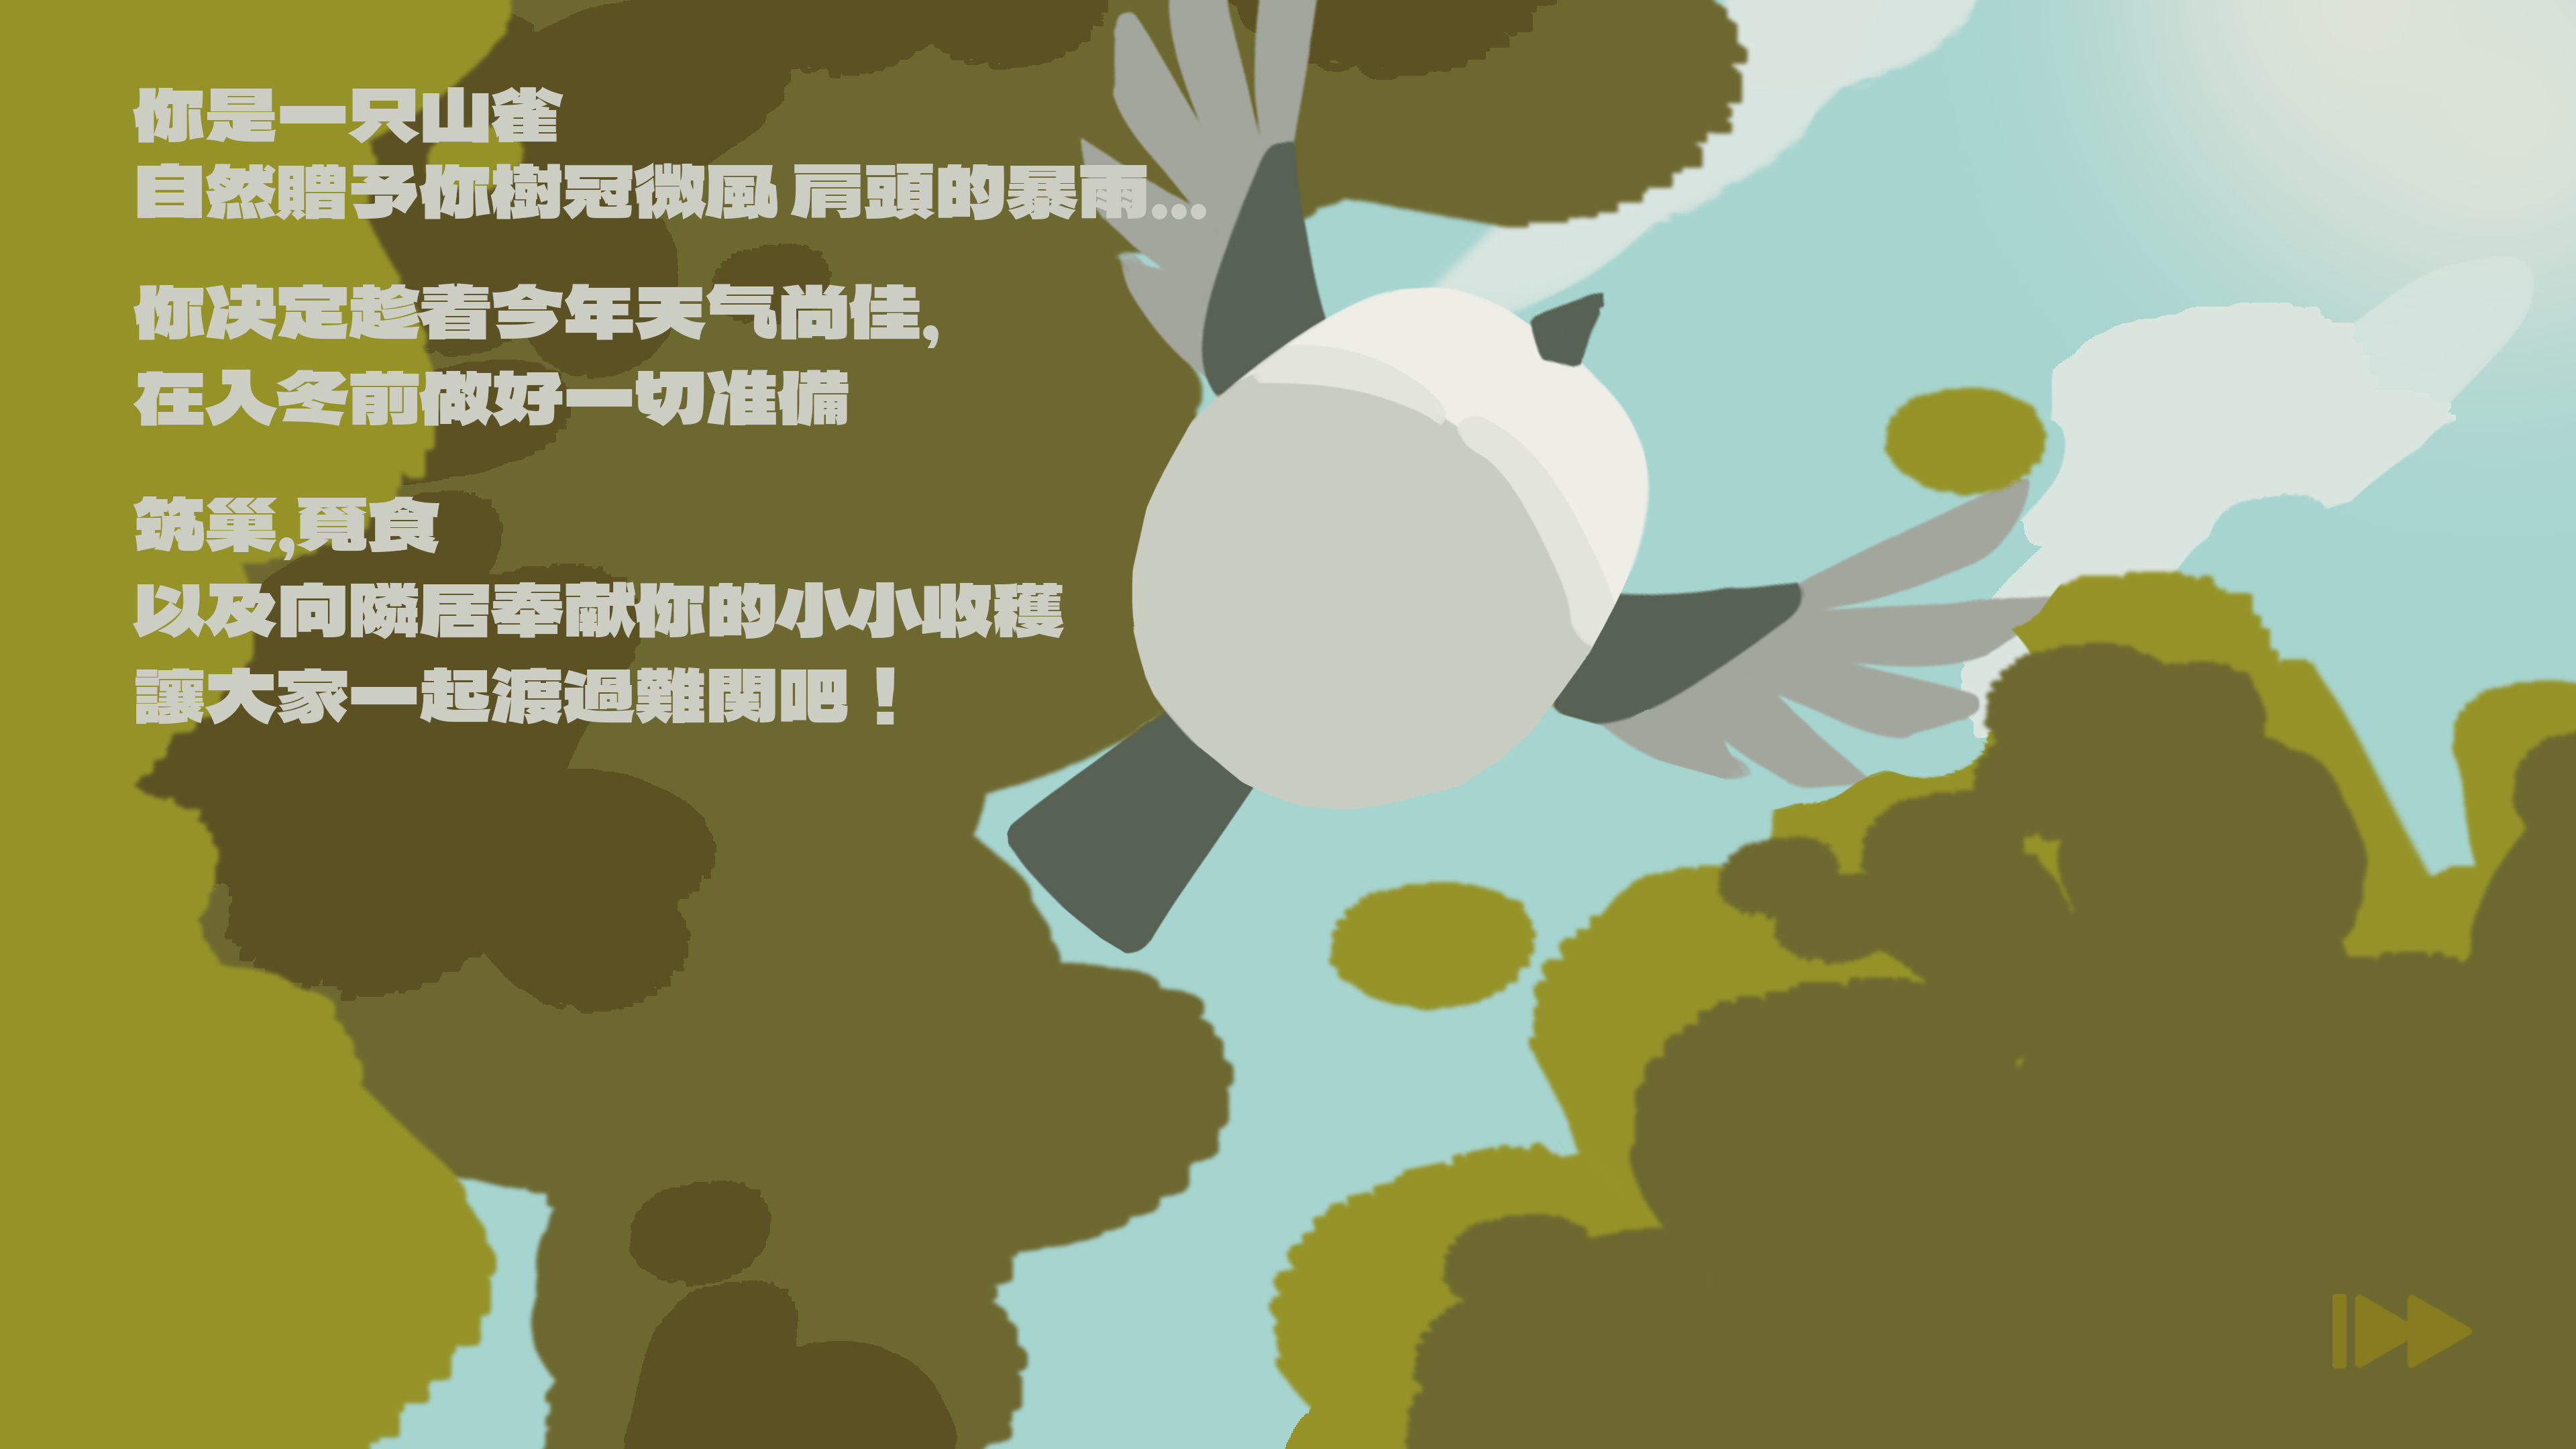 你是一只山雀
自然贈予你樹冠微風 肩頭的暴雨...
你决定趁着今年天气尚佳,
在入冬前做好一切准備
筑巢,覓食
以及向隣居奉献你的小小收穫
讓大家一起渡過難関吧！